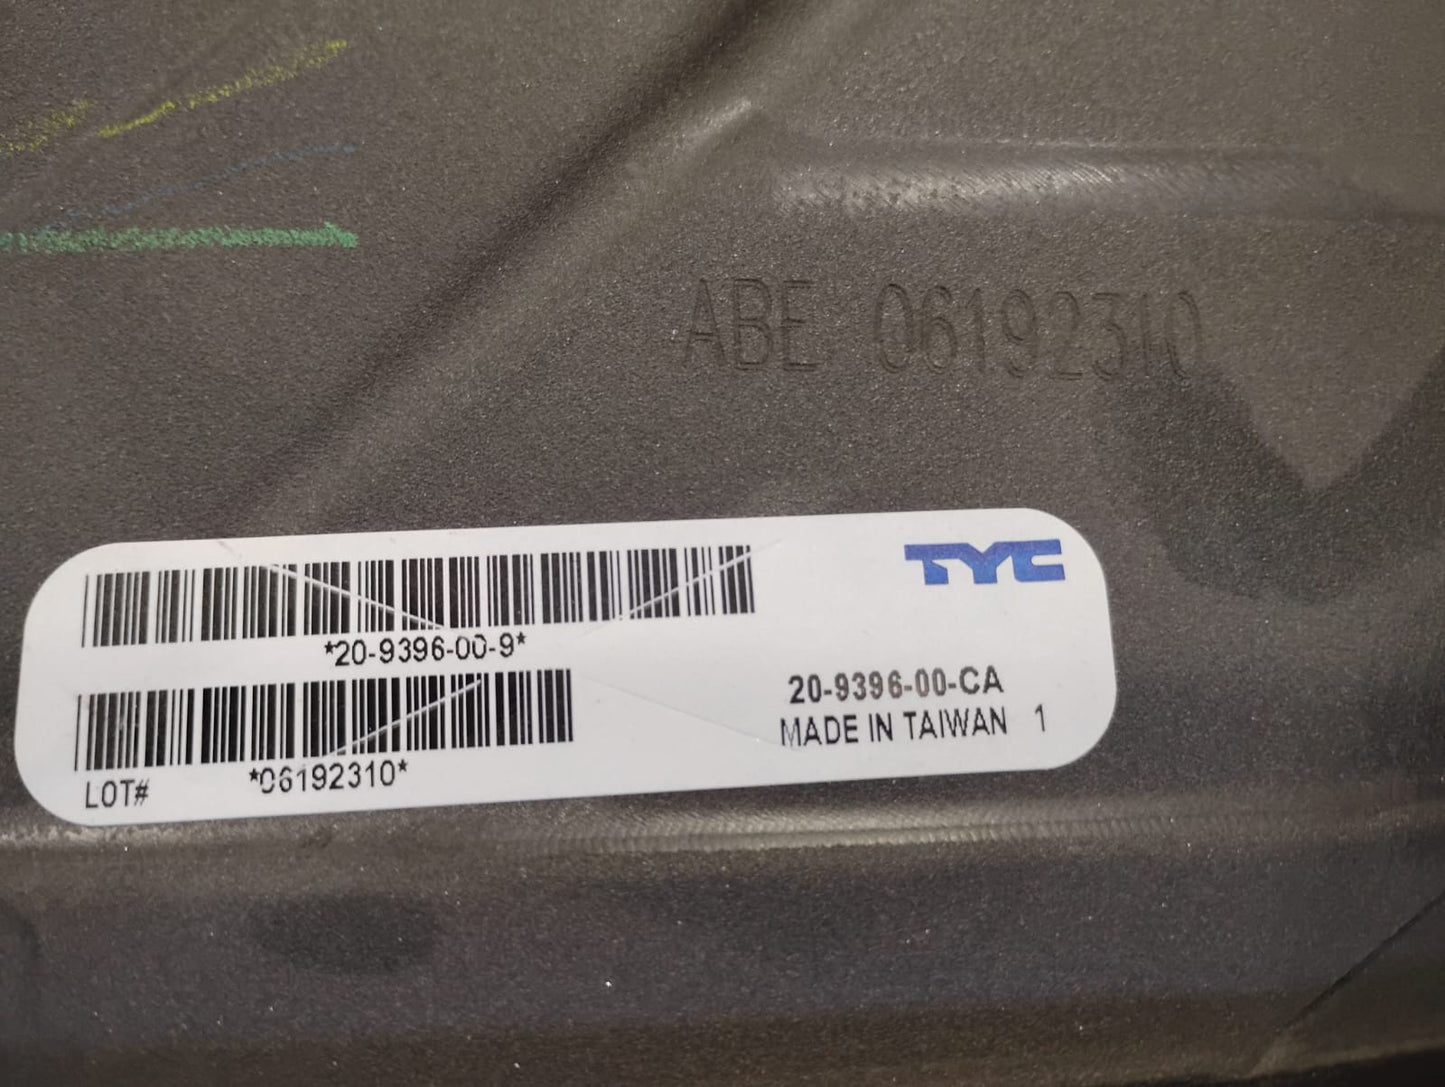 ABE 06192310
TYC
*20-9396-00-9*
20-9396-00-CA
MADE IN TAIWAN 1
LOT# *06192310*